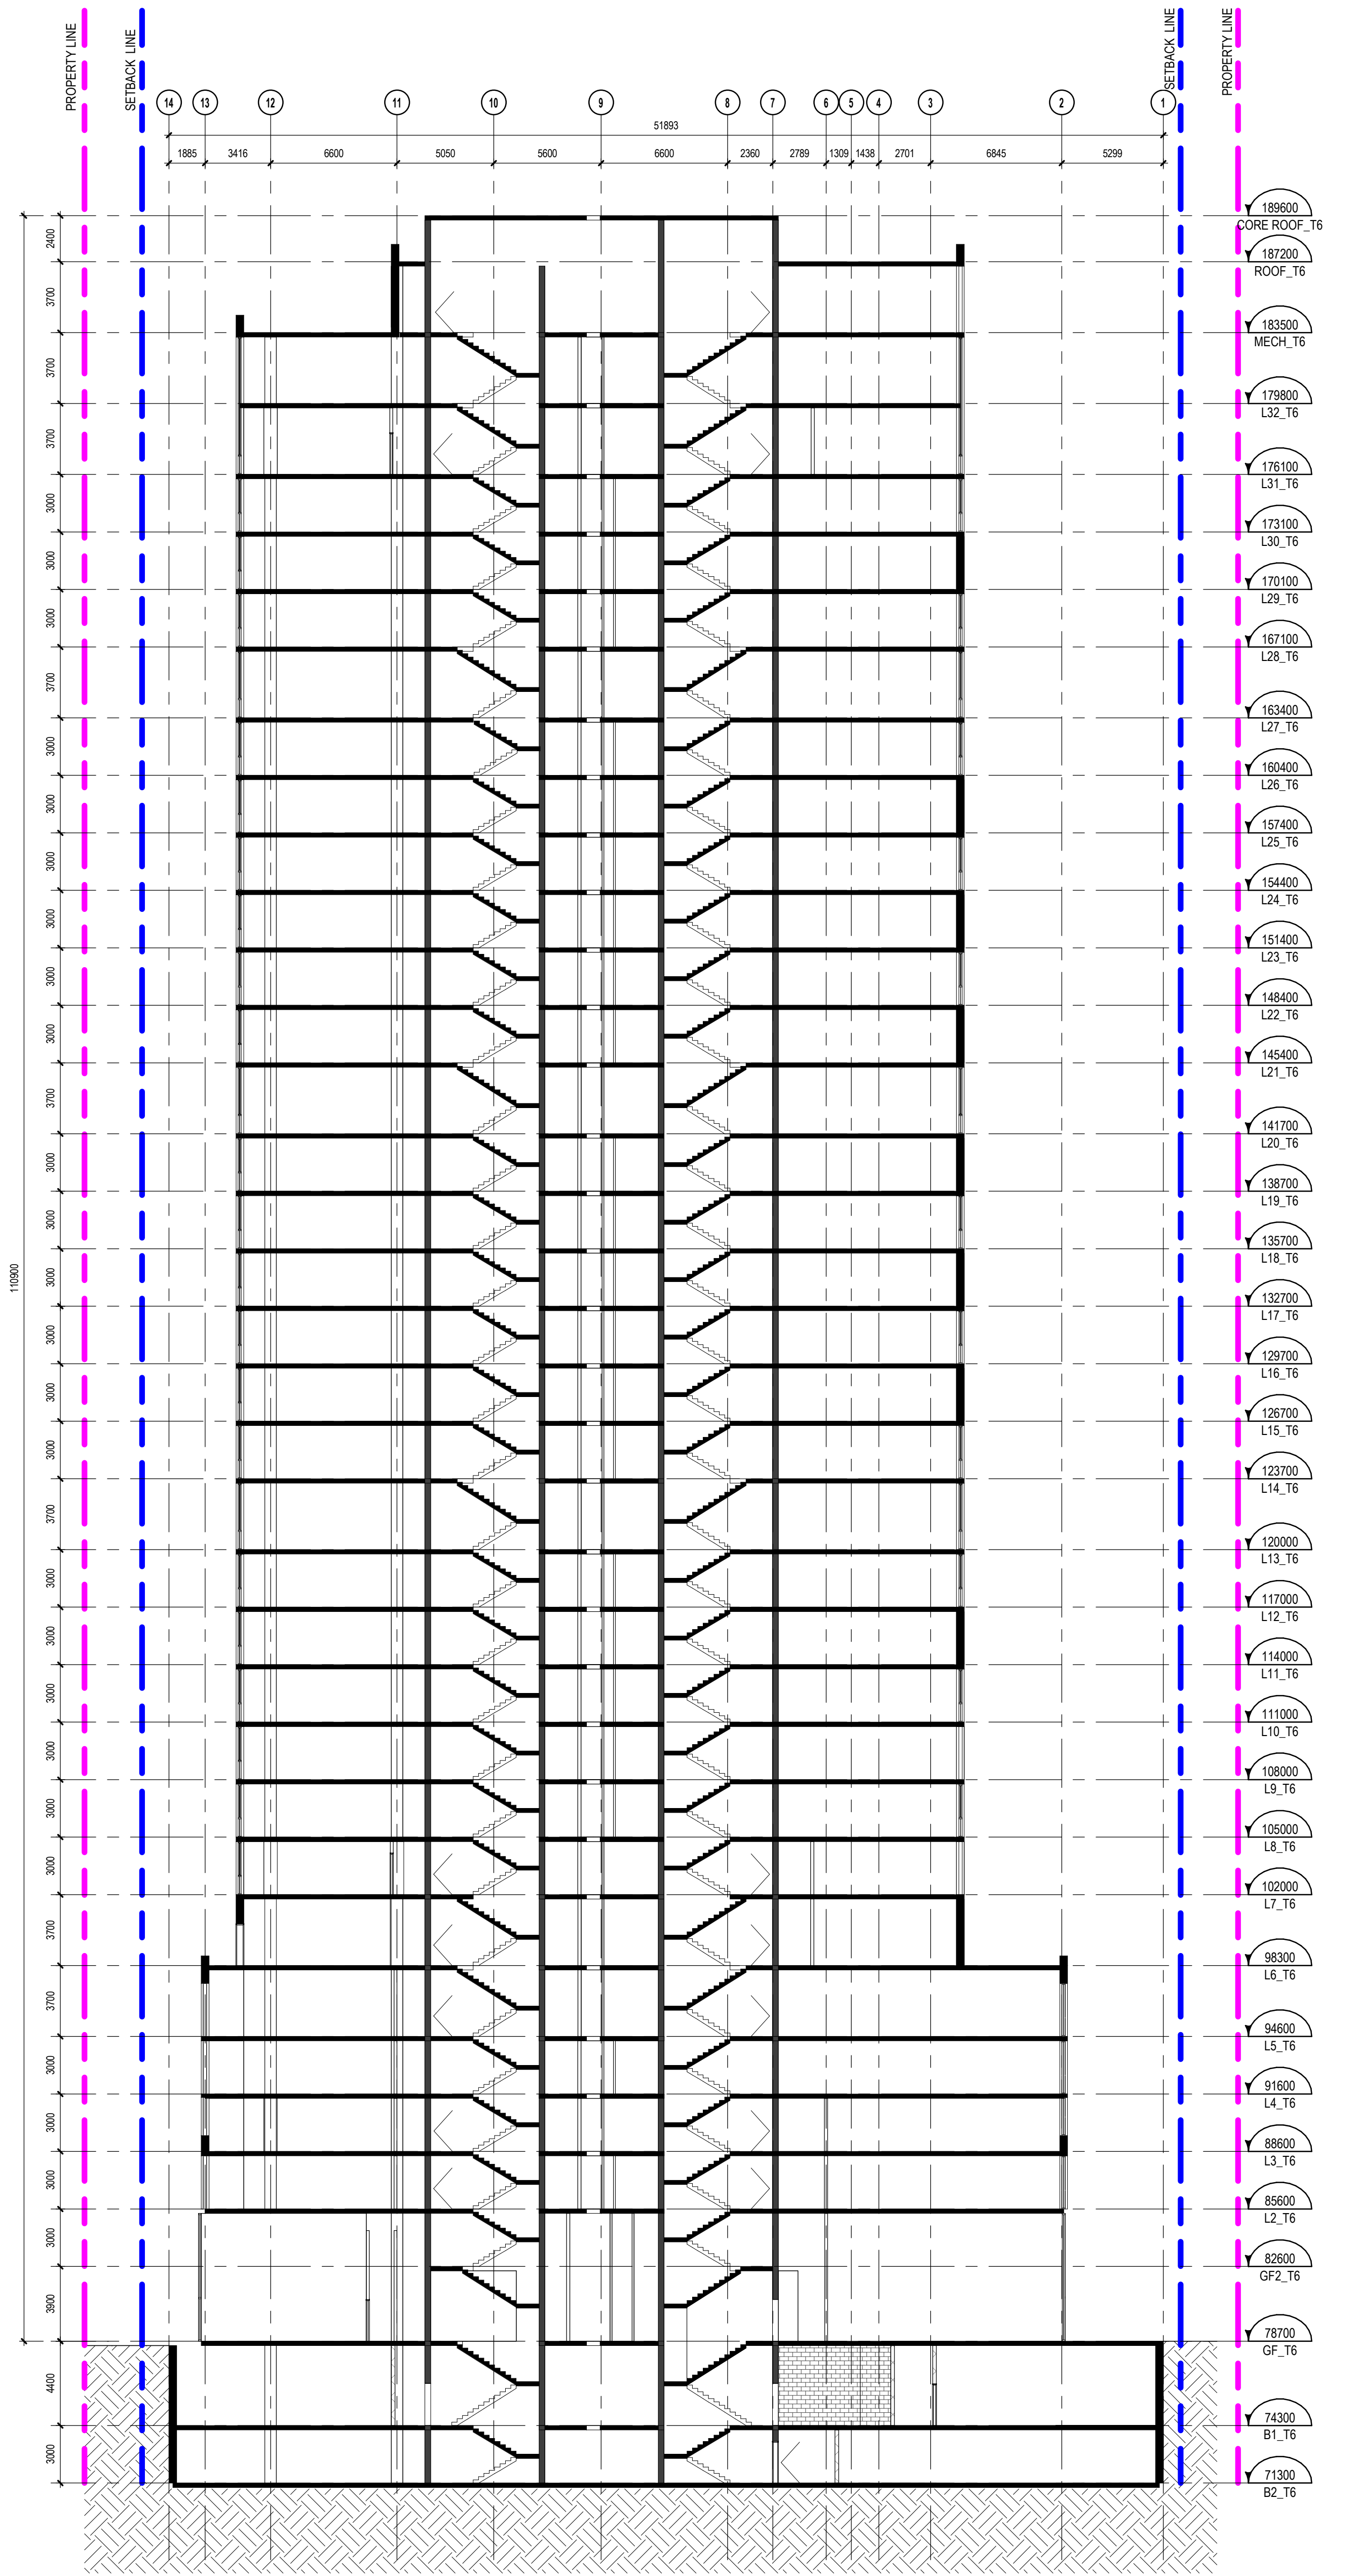 PROPERTY LINE
SETBACK LINE
SETBACK LINE
PROPERTY LINE
14 13 12 11 10 9 8 7 6 5 4 3 2 1
51893
1885 3416 6600 5050 5600 6600 2360 2789 1309 1438 2701 6845 5299
189600
CORE ROOF_T6
2400
187200
ROOF_T6
3700
183500
MECH_T6
3700
179800
L32_T6
3700
176100
L31_T6
3000
173100
L30_T6
3000
170100
L29_T6
3000
167100
L28_T6
3700
163400
L27_T6
3000
160400
L26_T6
3000
157400
L25_T6
3000
154400
L24_T6
3000
151400
L23_T6
3000
148400
L22_T6
3000
145400
L21_T6
3700
141700
L20_T6
3000
138700
L19_T6
3000
135700
L18_T6
110900
3000
132700
L17_T6
3000
129700
L16_T6
3000
126700
L15_T6
3000
123700
L14_T6
3700
120000
L13_T6
3000
117000
L12_T6
3000
114000
L11_T6
3000
111000
L10_T6
3000
108000
L9_T6
3000
105000
L8_T6
3000
102000
L7_T6
3700
98300
L6_T6
3700
94600
L5_T6
3000
91600
L4_T6
3000
88600
L3_T6
3000
85600
L2_T6
3000
82600
GF2_T6
3900
78700
GF_T6
4400
74300
B1_T6
3000
71300
B2_T6